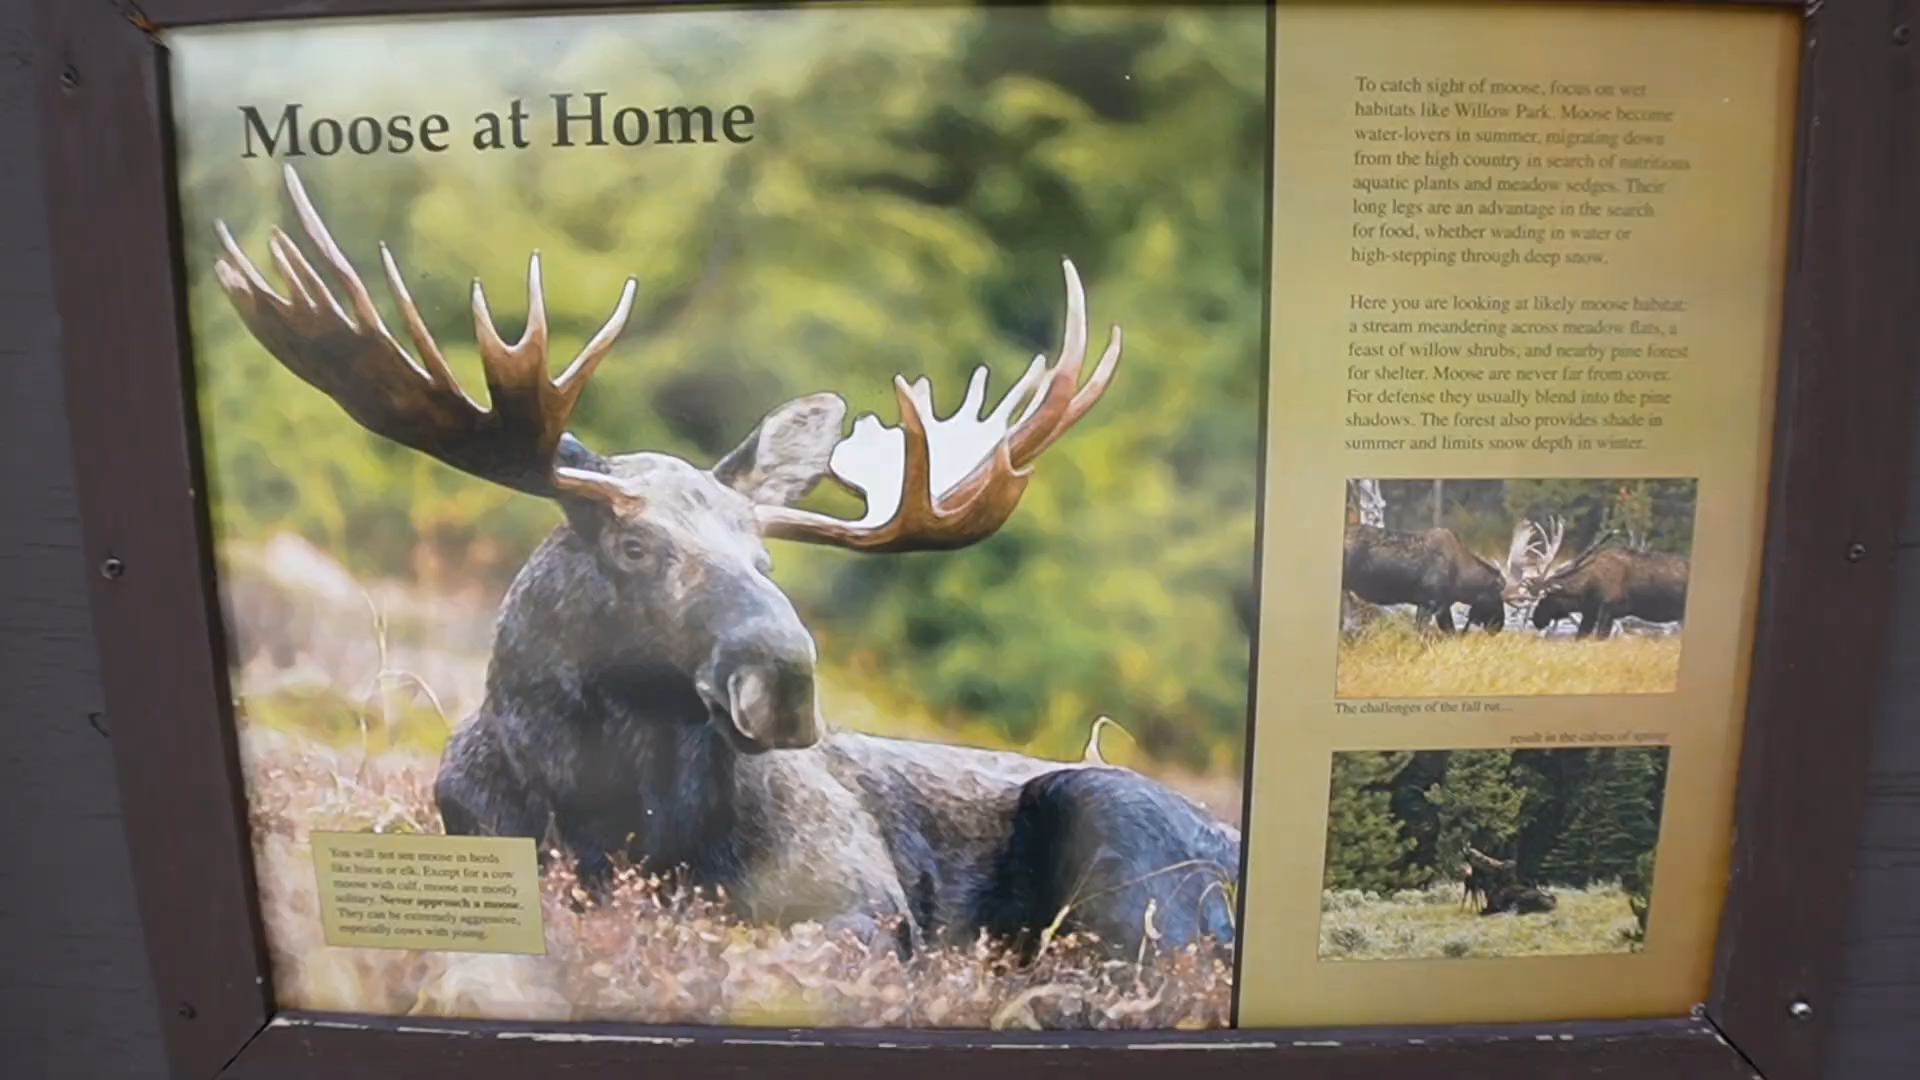 Moose at Home
To catch sight of moose, focus on wet
habitats like Willow Park. Moose become
water-lovers in summer, migrating down
from the high country in search of nutritious
aquatic plants and meadow sedges. Their
long legs are an advantage in the search
for food, whether wading in water or
high-stepping through deep snow.
Here you are looking at likely moose habitat:
a stream meandering across meadow flats, a
feast of willow shrubs, and nearby pine forest
for shelter. Moose are never far from cover.
For defense they usually blend into the pine
shadows. The forest also provides shade in
summer and limits snow depth in winter.
The challenges of the fall rut...
result in the calves of spring
You will not see moose in herds
like bison or elk. Except for a cow
moose with calf, moose are mostly
solitary. Never approach a moose.
They can be extremely aggressive,
especially cows with young.